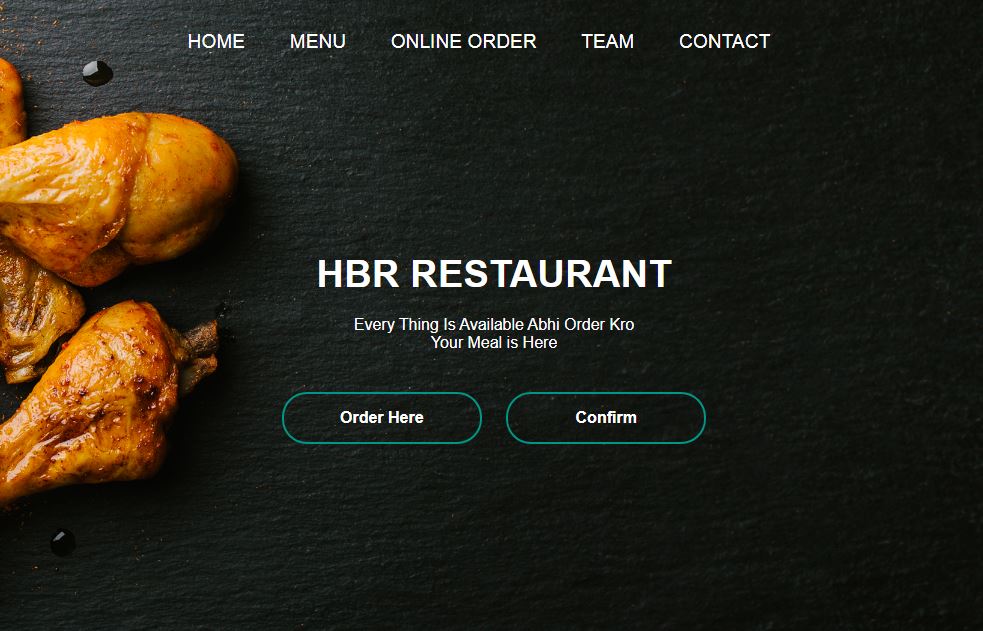 HOME MENU ONLINE ORDER TEAM CONTACT
HBR RESTAURANT
Every Thing Is Available Abhi Order Kro
Your Meal is Here
Order Here Confirm